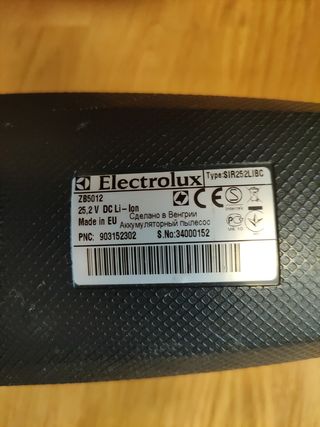 Electrolux Type:SIR252LIBC
ZB5012
25,2 V DC Li-Ion
Made in EU
Сделано в Венгрии
Аккумуляторный пылесос
PNC: 903152302 S.No:34000152